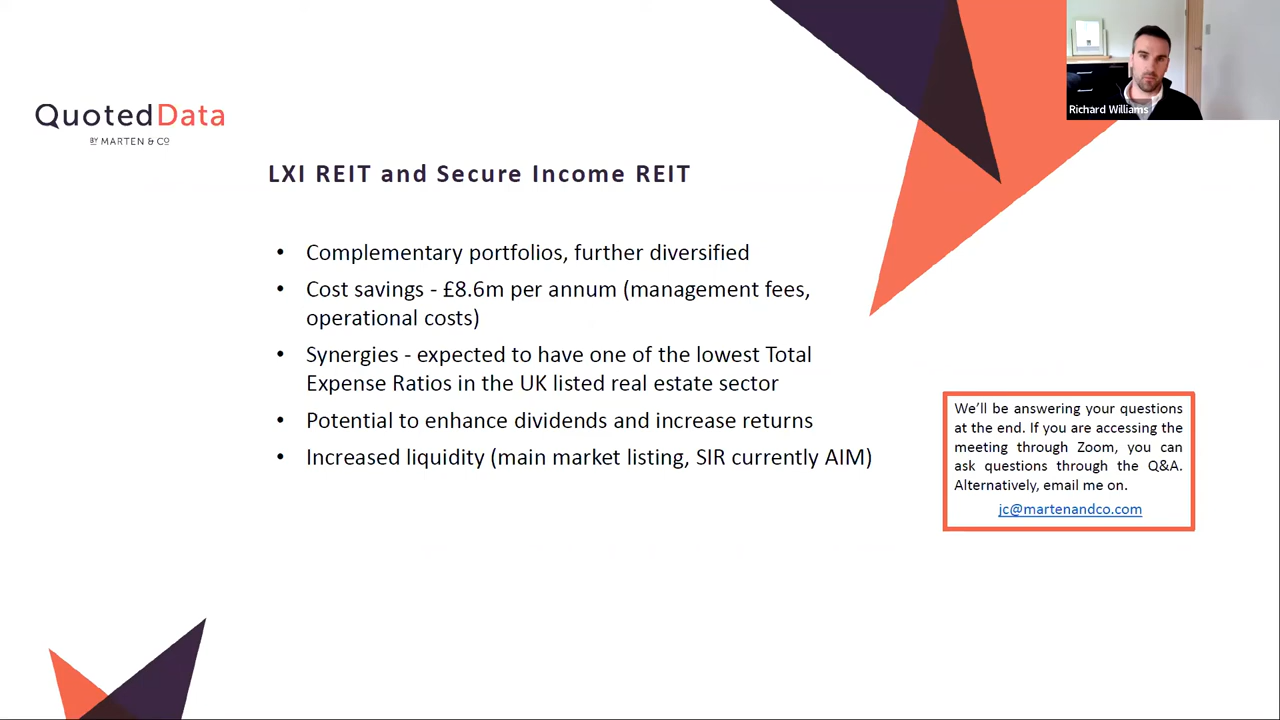 Richard Williams
QuotedData
BY MARTEN & CO
LXI REIT and Secure Income REIT
• Complementary portfolios, further diversified
• Cost savings - £8.6m per annum (management fees,
operational costs)
• Synergies - expected to have one of the lowest Total
Expense Ratios in the UK listed real estate sector
• Potential to enhance dividends and increase returns
• Increased liquidity (main market listing, SIR currently AIM)
We’ll be answering your questions
at the end. If you are accessing the
meeting through Zoom, you can
ask questions through the Q&A.
Alternatively, email me on.
jc@martenandco.com